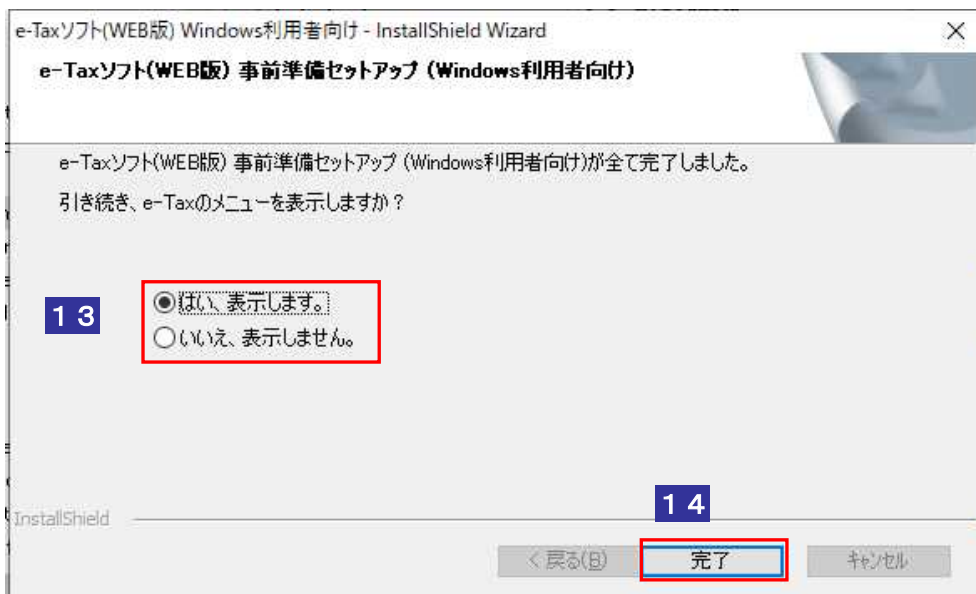 e-Taxソフト(WEB版) Windows利用者向け - InstallShield Wizard
e-Taxソフト(WEB版) 事前準備セットアップ (Windows利用者向け)
e-Taxソフト(WEB版) 事前準備セットアップ (Windows利用者向け)が全て完了しました。
引き続き、e-Taxのメニューを表示しますか？
１３
はい、表示します。
いいえ、表示しません。
１４
InstallShield
< 戻る(B)
完了
キャンセル